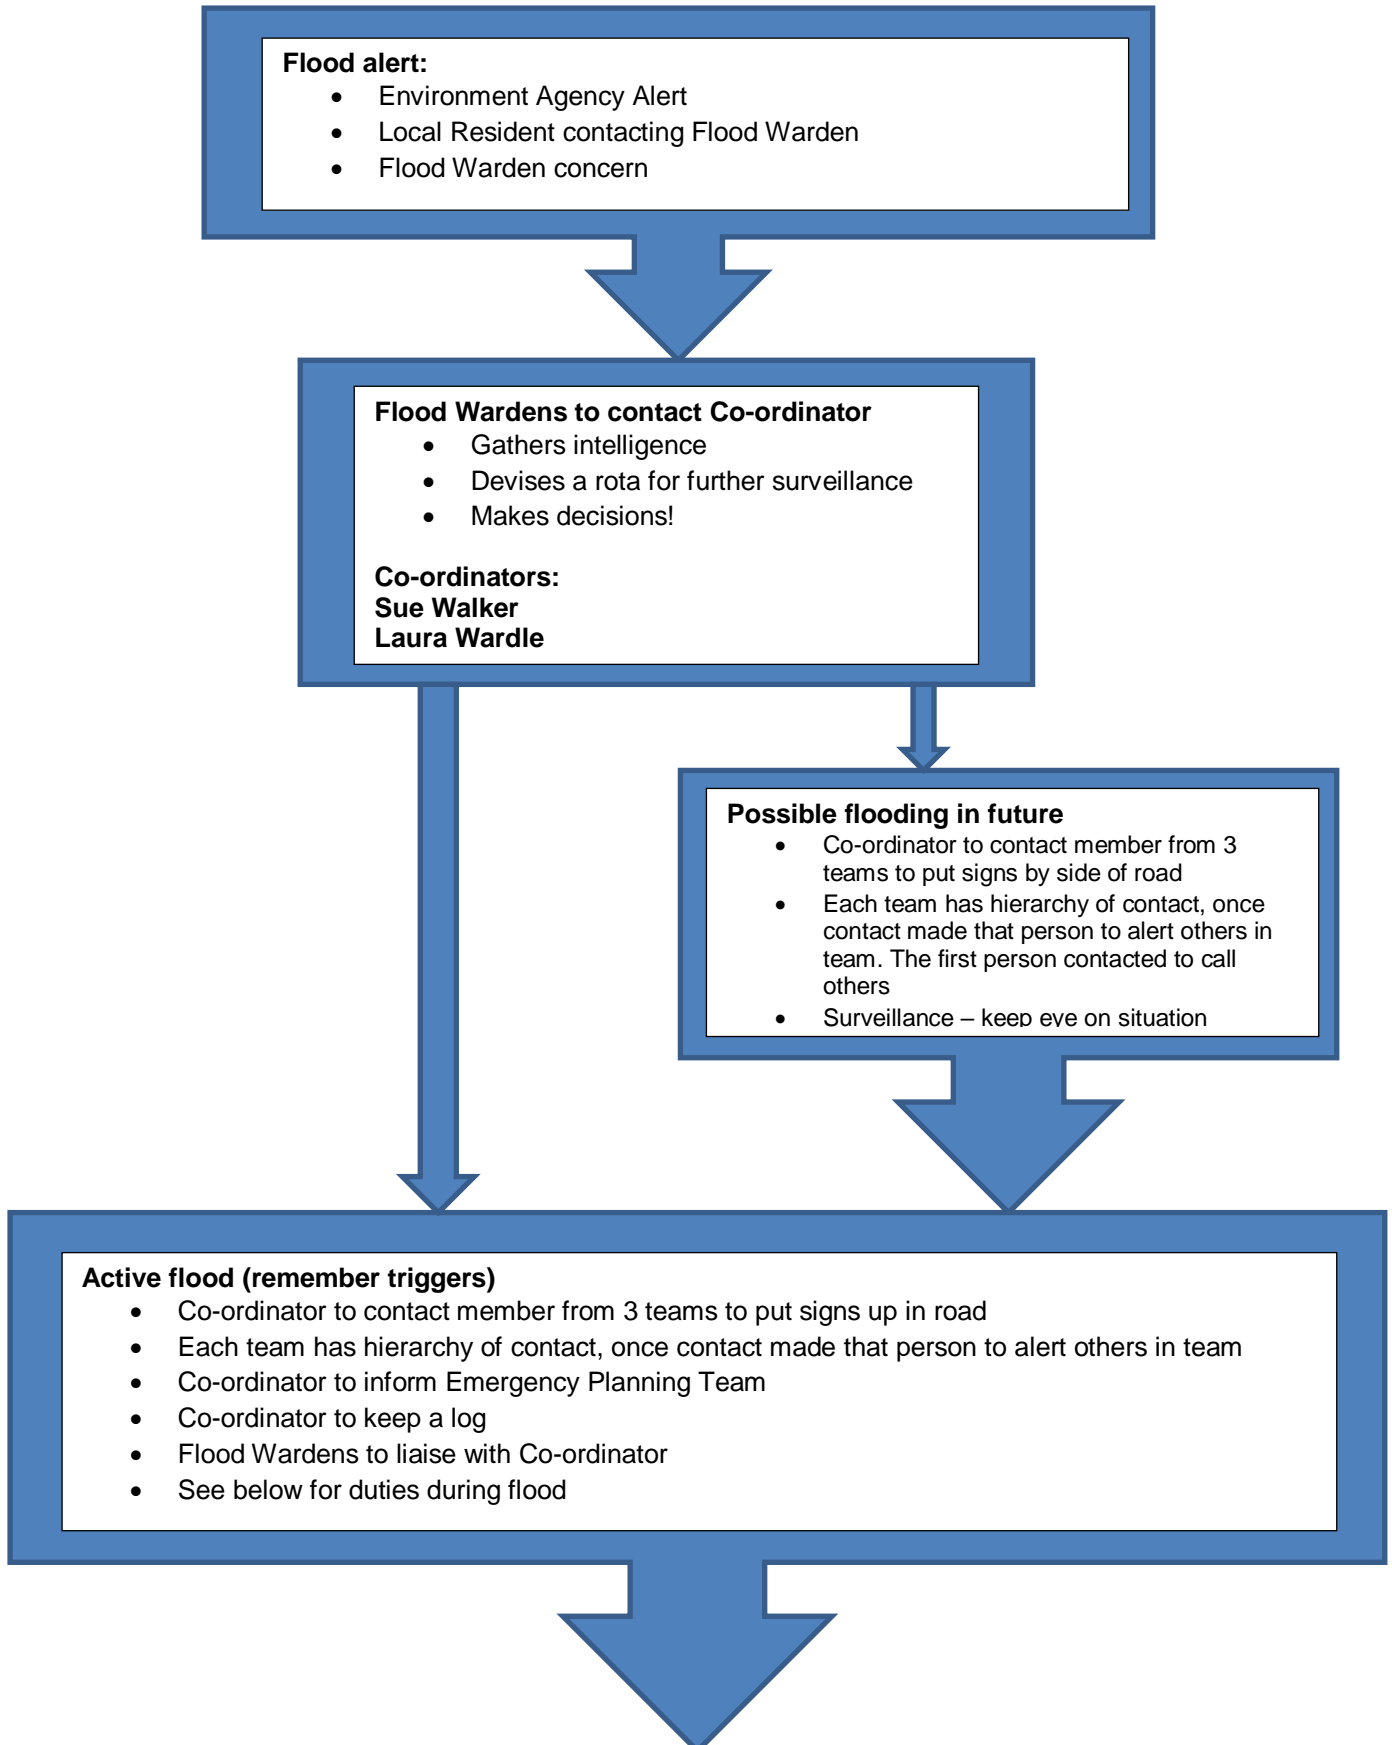 Flood alert:
• Environment Agency Alert
• Local Resident contacting Flood Warden
• Flood Warden concern
Flood Wardens to contact Co-ordinator
• Gathers intelligence
• Devises a rota for further surveillance
• Makes decisions!
Co-ordinators:
Sue Walker
Laura Wardle
Possible flooding in future
• Co-ordinator to contact member from 3
teams to put signs by side of road
• Each team has hierarchy of contact, once
contact made that person to alert others in
team. The first person contacted to call
others
• Surveillance – keep eye on situation
Active flood (remember triggers)
• Co-ordinator to contact member from 3 teams to put signs up in road
• Each team has hierarchy of contact, once contact made that person to alert others in team
• Co-ordinator to inform Emergency Planning Team
• Co-ordinator to keep a log
• Flood Wardens to liaise with Co-ordinator
• See below for duties during flood